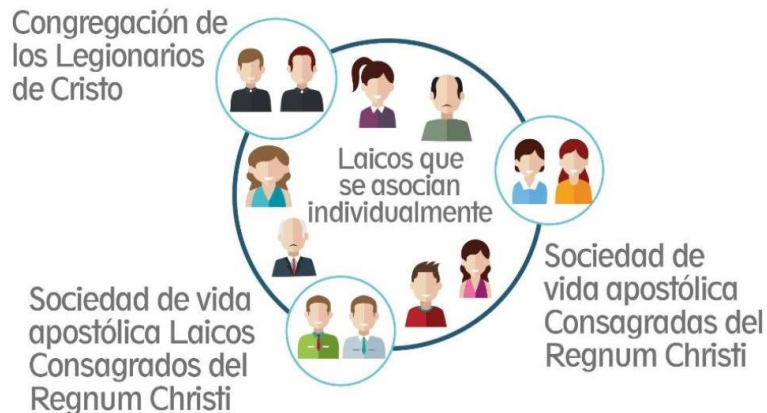 Congregación de
los Legionarios
de Cristo
Laicos que
se asocian
individualmente
Sociedad de
vida apostólica
Consagradas del
Regnum Christi
Sociedad de vida
apostólica Laicos
Consagrados del
Regnum Christi